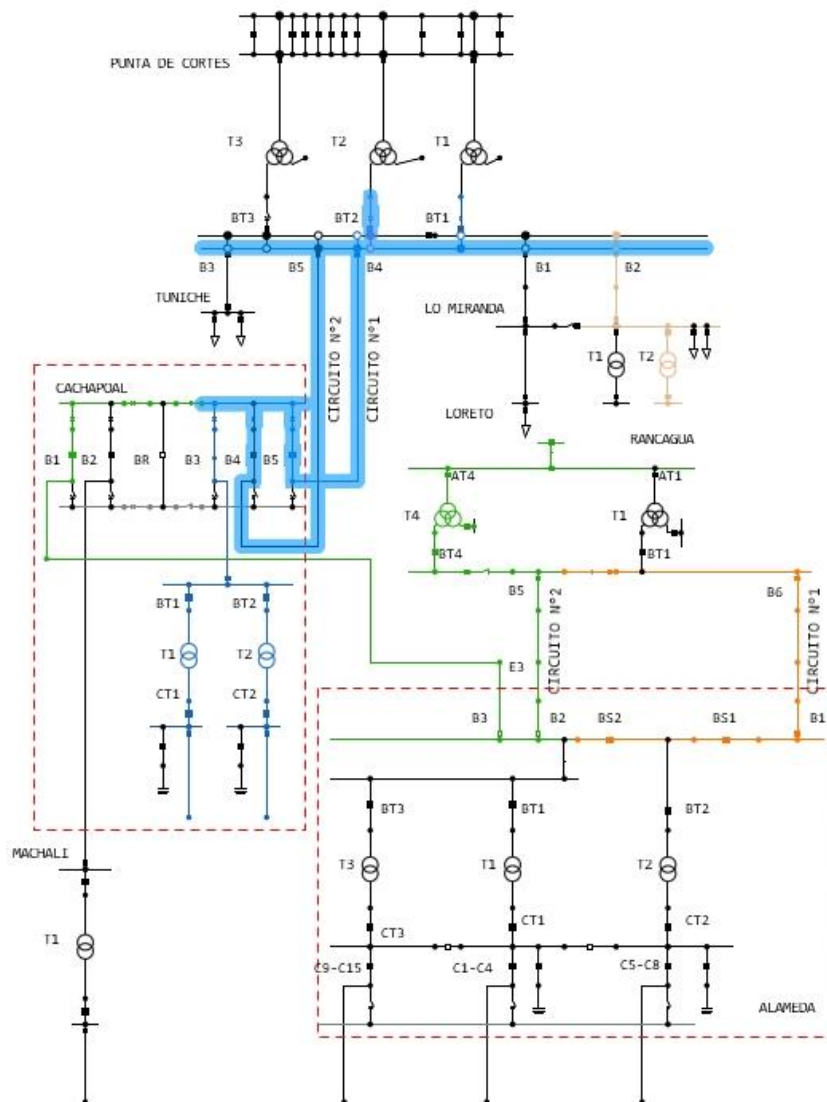 PUNTA DE CORTES
T3
T2
T1
BT3
BT2
BT1
B3
B5
B4
B1
B2
TUNICHE
CIRCUITO N°2
CIRCUITO N°1
LO MIRANDA
T1
T2
LORETO
CACHAPOAL
B1
B2
BR
B3
B4
B5
RANCAGUA
AT4
AT1
T4
T1
BT4
BT1
B5
B6
CIRCUITO N°2
CIRCUITO N°1
E3
BT1
BT2
T1
T2
CT1
CT2
B3
B2
BS2
BS1
B1
BT3
BT1
BT2
T3
T1
T2
CT3
CT1
CT2
C9-C15
C1-C4
C5-C8
ALAMEDA
MACHALI
T1